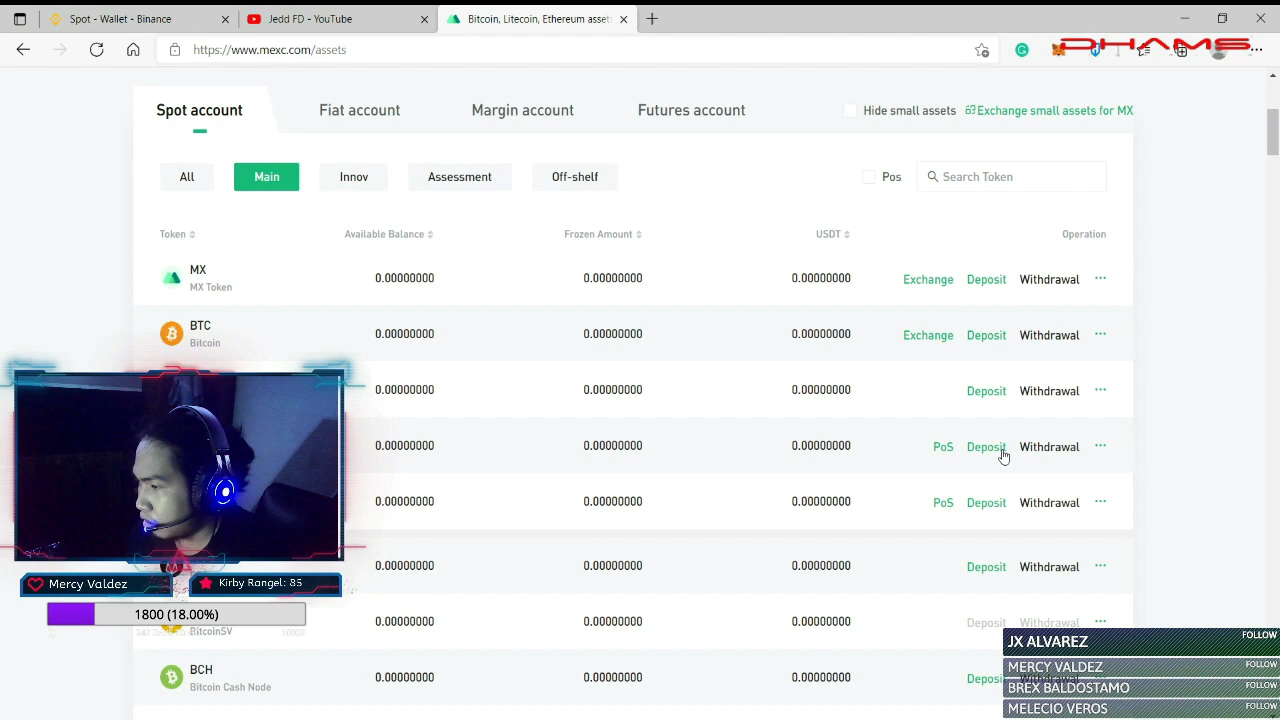 Spot - Wallet - Binance
Jedd FD - YouTube
Bitcoin, Litecoin, Ethereum assets
https://www.mexc.com/assets
DHAMS
Spot account
Fiat account
Margin account
Futures account
Hide small assets
Exchange small assets for MX
All
Main
Innov
Assessment
Off-shelf
Pos
Search Token
Token
Available Balance
Frozen Amount
USDT
Operation
MX
MX Token
0.00000000 0.00000000 0.00000000 Exchange Deposit Withdrawal ...
BTC
Bitcoin
0.00000000 0.00000000 0.00000000 Exchange Deposit Withdrawal ...
0.00000000 0.00000000 0.00000000 Deposit Withdrawal ...
0.00000000 0.00000000 0.00000000 PoS Deposit Withdrawal ...
0.00000000 0.00000000 0.00000000 PoS Deposit Withdrawal ...
0.00000000 0.00000000 0.00000000 Deposit Withdrawal ...
0.00000000 0.00000000 0.00000000 Deposit Withdrawal ...
BitcoinSV
BCH
Bitcoin Cash Node
0.00000000 0.00000000 0.00000000 Deposit Withdrawal ...
Mercy Valdez
Kirby Rangel: 85
1800 (18.00%)
JX ALVAREZ FOLLOW
MERCY VALDEZ FOLLOW
BREX BALDOSTAMO FOLLOW
MELECIO VEROS FOLLOW